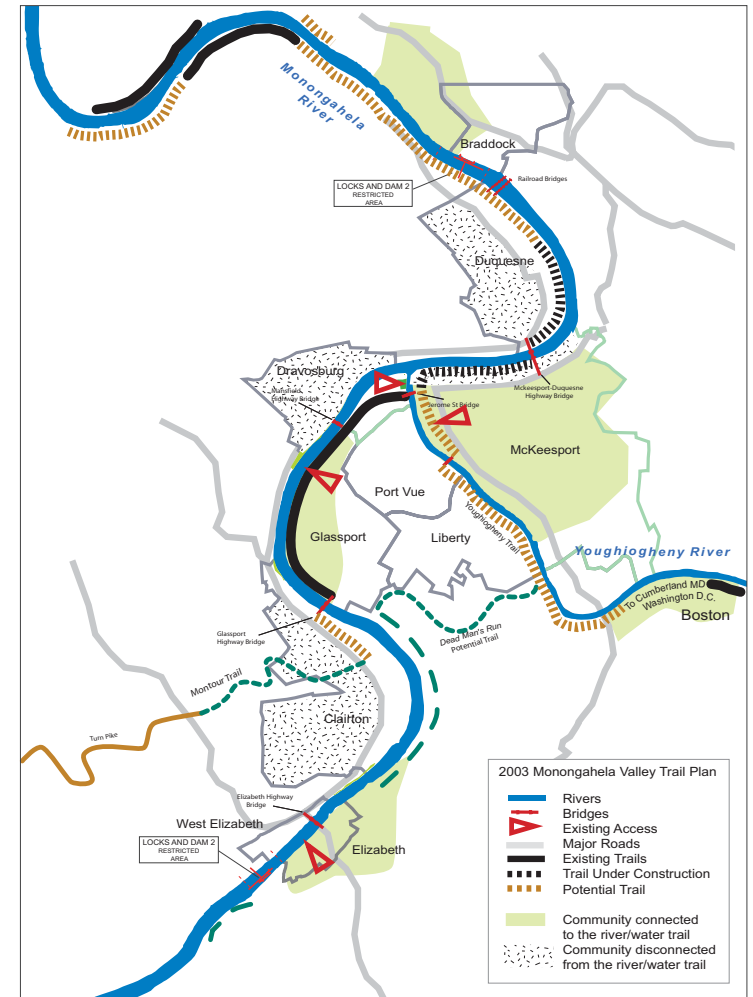 Monongahela
River
Braddock
LOCKS AND DAM 2
RESTRICTED
AREA
Railroad Bridges
Duquesne
Dravosburg
Mansfield
Highway Bridge
Mckeesport-Duquesne
Highway Bridge
Jerome St Bridge
McKeesport
Port Vue
Glassport
Liberty
Youghiogheny Trail
Youghiogheny River
To Cumberland MD
Washington D.C.
Boston
Dead Man's Run
Potential Trail
Glassport
Highway Bridge
Montour Trail
Clairton
Turn Pike
Elizabeth Highway
Bridge
West Elizabeth
LOCKS AND DAM 2
RESTRICTED
AREA
Elizabeth
2003 Monongahela Valley Trail Plan
Rivers
Bridges
Existing Access
Major Roads
Existing Trails
Trail Under Construction
Potential Trail
Community connected
to the river/water trail
Community disconnected
from the river/water trail